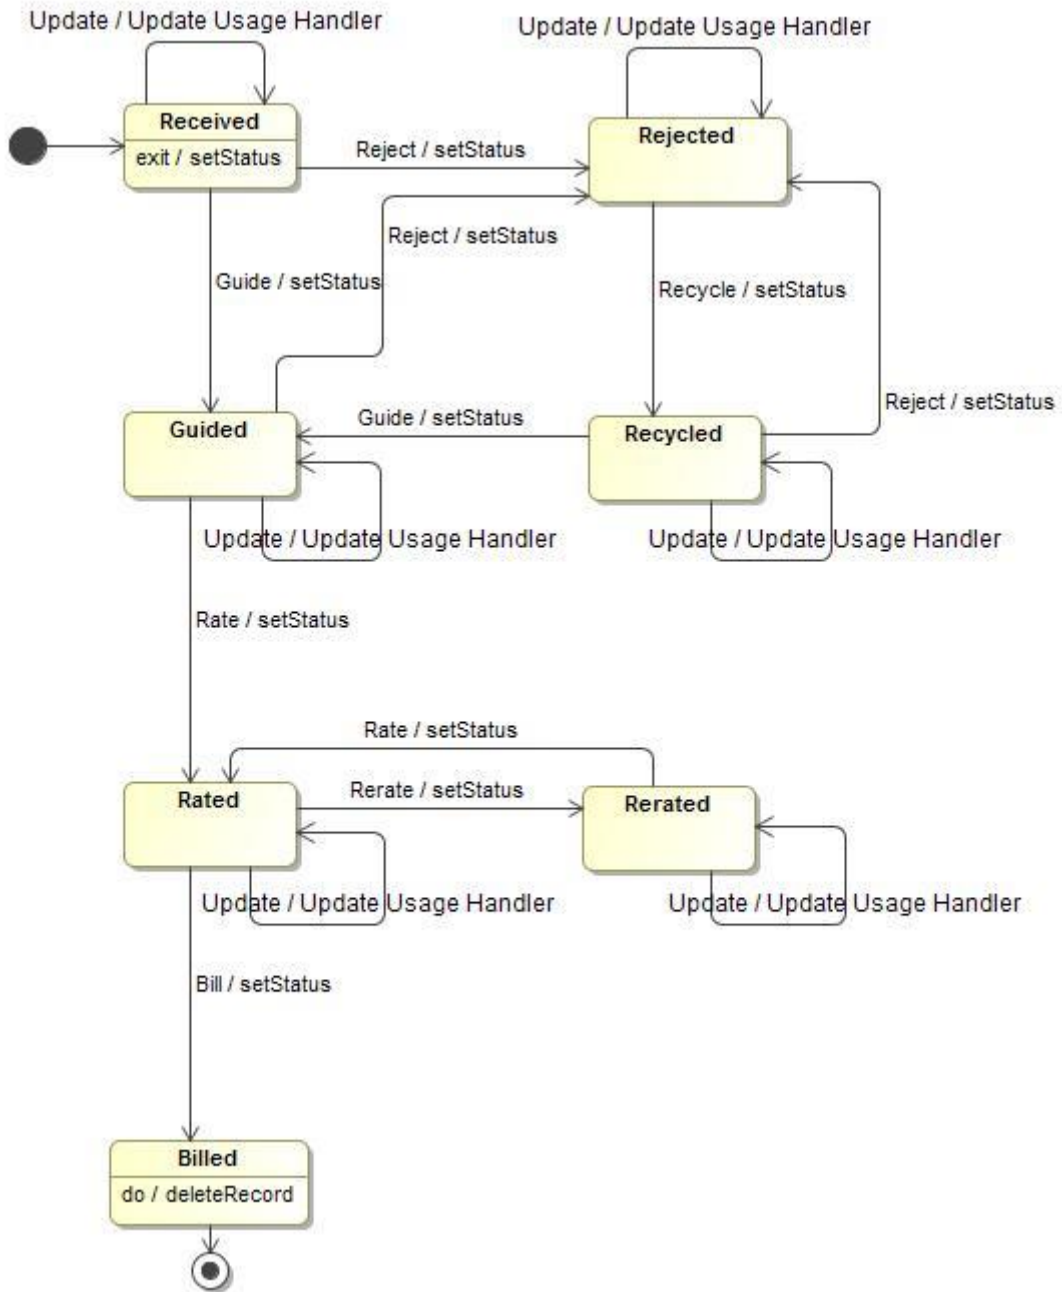 Update / Update Usage Handler
Update / Update Usage Handler
Received
exit / setStatus
Reject / setStatus
Rejected
Reject / setStatus
Guide / setStatus
Recycle / setStatus
Reject / setStatus
Guided
Guide / setStatus
Recycled
Update / Update Usage Handler
Update / Update Usage Handler
Rate / setStatus
Rate / setStatus
Rated
Rerate / setStatus
Rerated
Update / Update Usage Handler
Update / Update Usage Handler
Bill / setStatus
Billed
do / deleteRecord